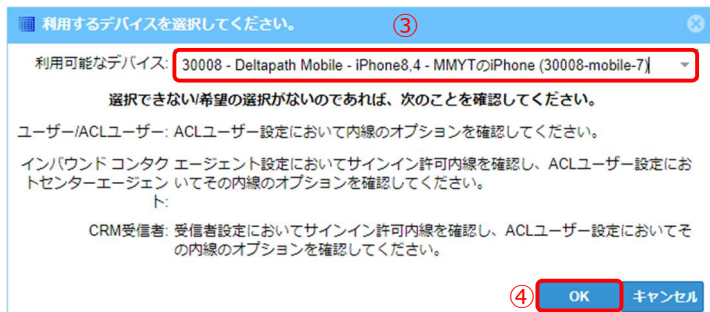 利用するデバイスを選択してください。 ③
利用可能なデバイス: 30008 - Deltapath Mobile - iPhone8,4 - MMYTのiPhone (30008-mobile-7)
選択できない/希望の選択がないのであれば、次のことを確認してください。
ユーザー/ACLユーザー: ACLユーザー設定において内線のオプションを確認してください。
インバウンド コンタク エージェント設定においてサインイン許可内線を確認し、ACLユーザー設定にお
トセンターエージェン いてその内線のオプションを確認してください。
ト:
CRM受信者: 受信者設定においてサインイン許可内線を確認し、ACLユーザー設定においてそ
の内線のオプションを確認してください。
④ OK キャンセル